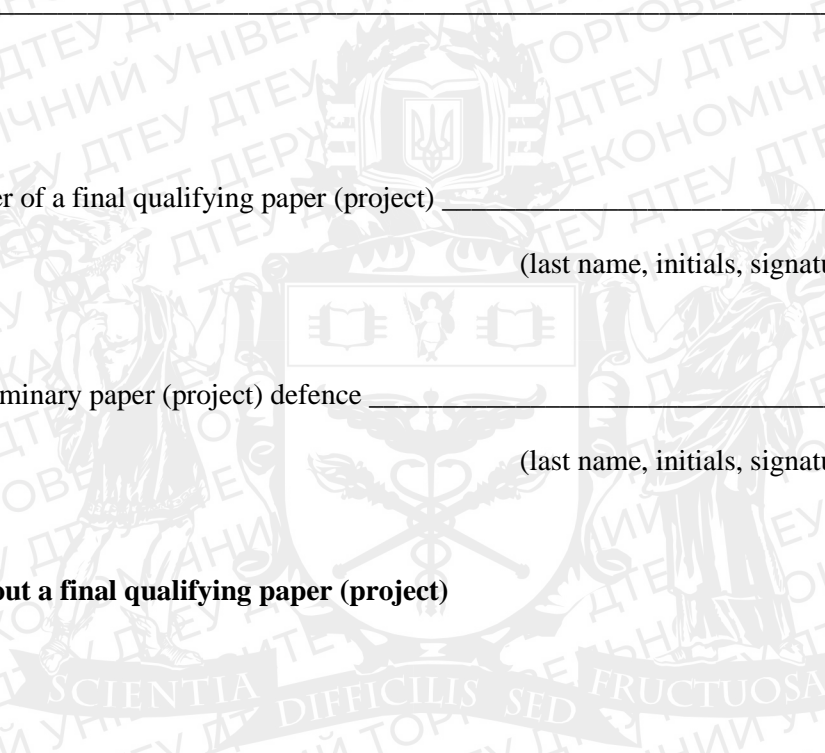 er of a final qualifying paper (project)
(last name, initials, signatu
minary paper (project) defence
(last name, initials, signatu
out a final qualifying paper (project)
SCIENTIA DIFFICILIS SED FRUCTUOSA